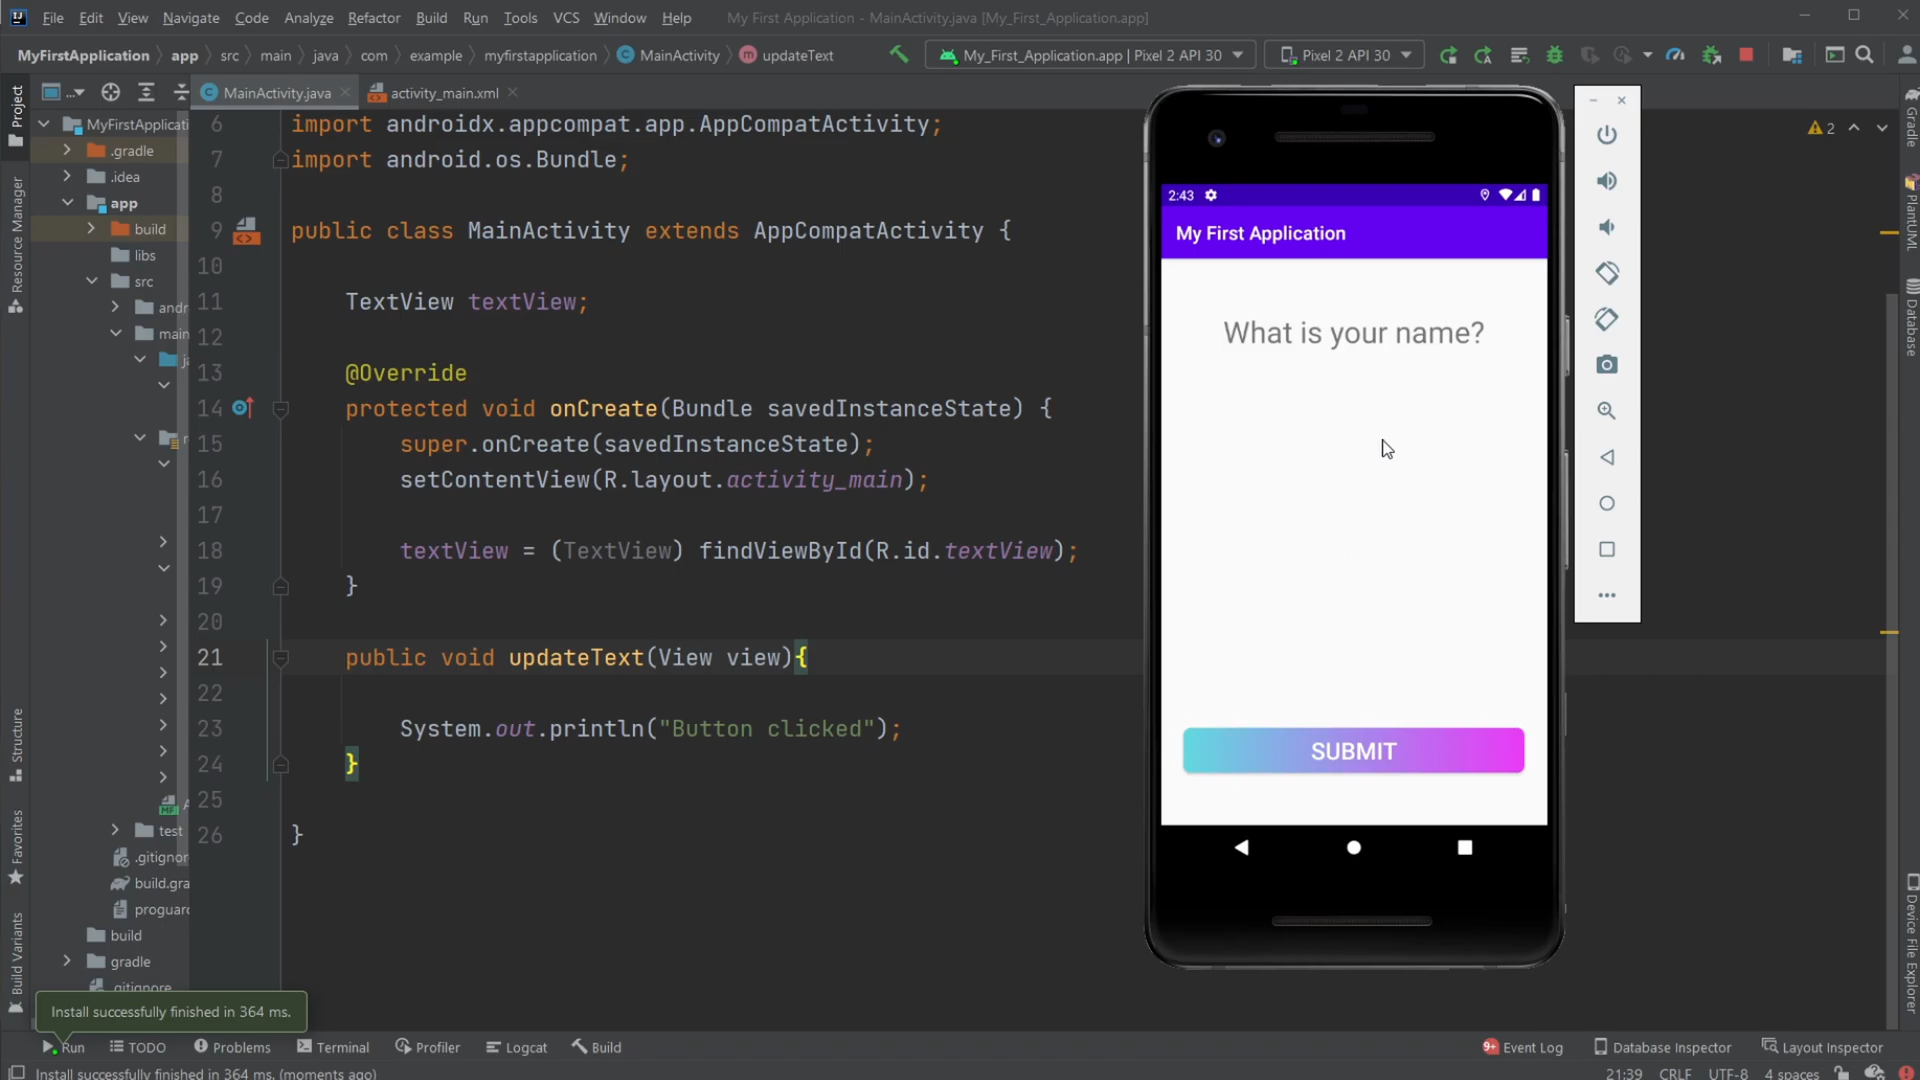 File Edit View Navigate Code Analyze Refactor Build Run Tools VCS Window Help My First Application - MainActivity.java [My_First_Application.app]
MyFirstApplication app src main java com example myfirstapplication MainActivity updateText My_First_Application.app | Pixel 2 API 30 Pixel 2 API 30
... MainActivity.java activity_main.xml
Project
Resource Manager
Structure
Favorites
Build Variants
MyFirstApplicati
.gradle
.idea
app
build
libs
src
andr
main
j
r
A
test
.gitignor
build.gra
proguar
build
gradle
.gitignore
6 import androidx.appcompat.app.AppCompatActivity;
7 import android.os.Bundle;
8
9 public class MainActivity extends AppCompatActivity {
10
11 TextView textView;
12
13 @Override
14 protected void onCreate(Bundle savedInstanceState) {
15 super.onCreate(savedInstanceState);
16 setContentView(R.layout.activity_main);
17
18 textView = (TextView) findViewById(R.id.textView);
19 }
20
21 public void updateText(View view){
22
23 System.out.println("Button clicked");
24 }
25
26 }
2:43
My First Application
What is your name?
SUBMIT
2
Gradle
PlantUML
Database
Device File Explorer
Install successfully finished in 364 ms.
Run TODO Problems Terminal Profiler Logcat Build 9+ Event Log Database Inspector Layout Inspector
Install successfully finished in 364 ms. (moments ago) 21:39 CRLF UTF-8 4 spaces